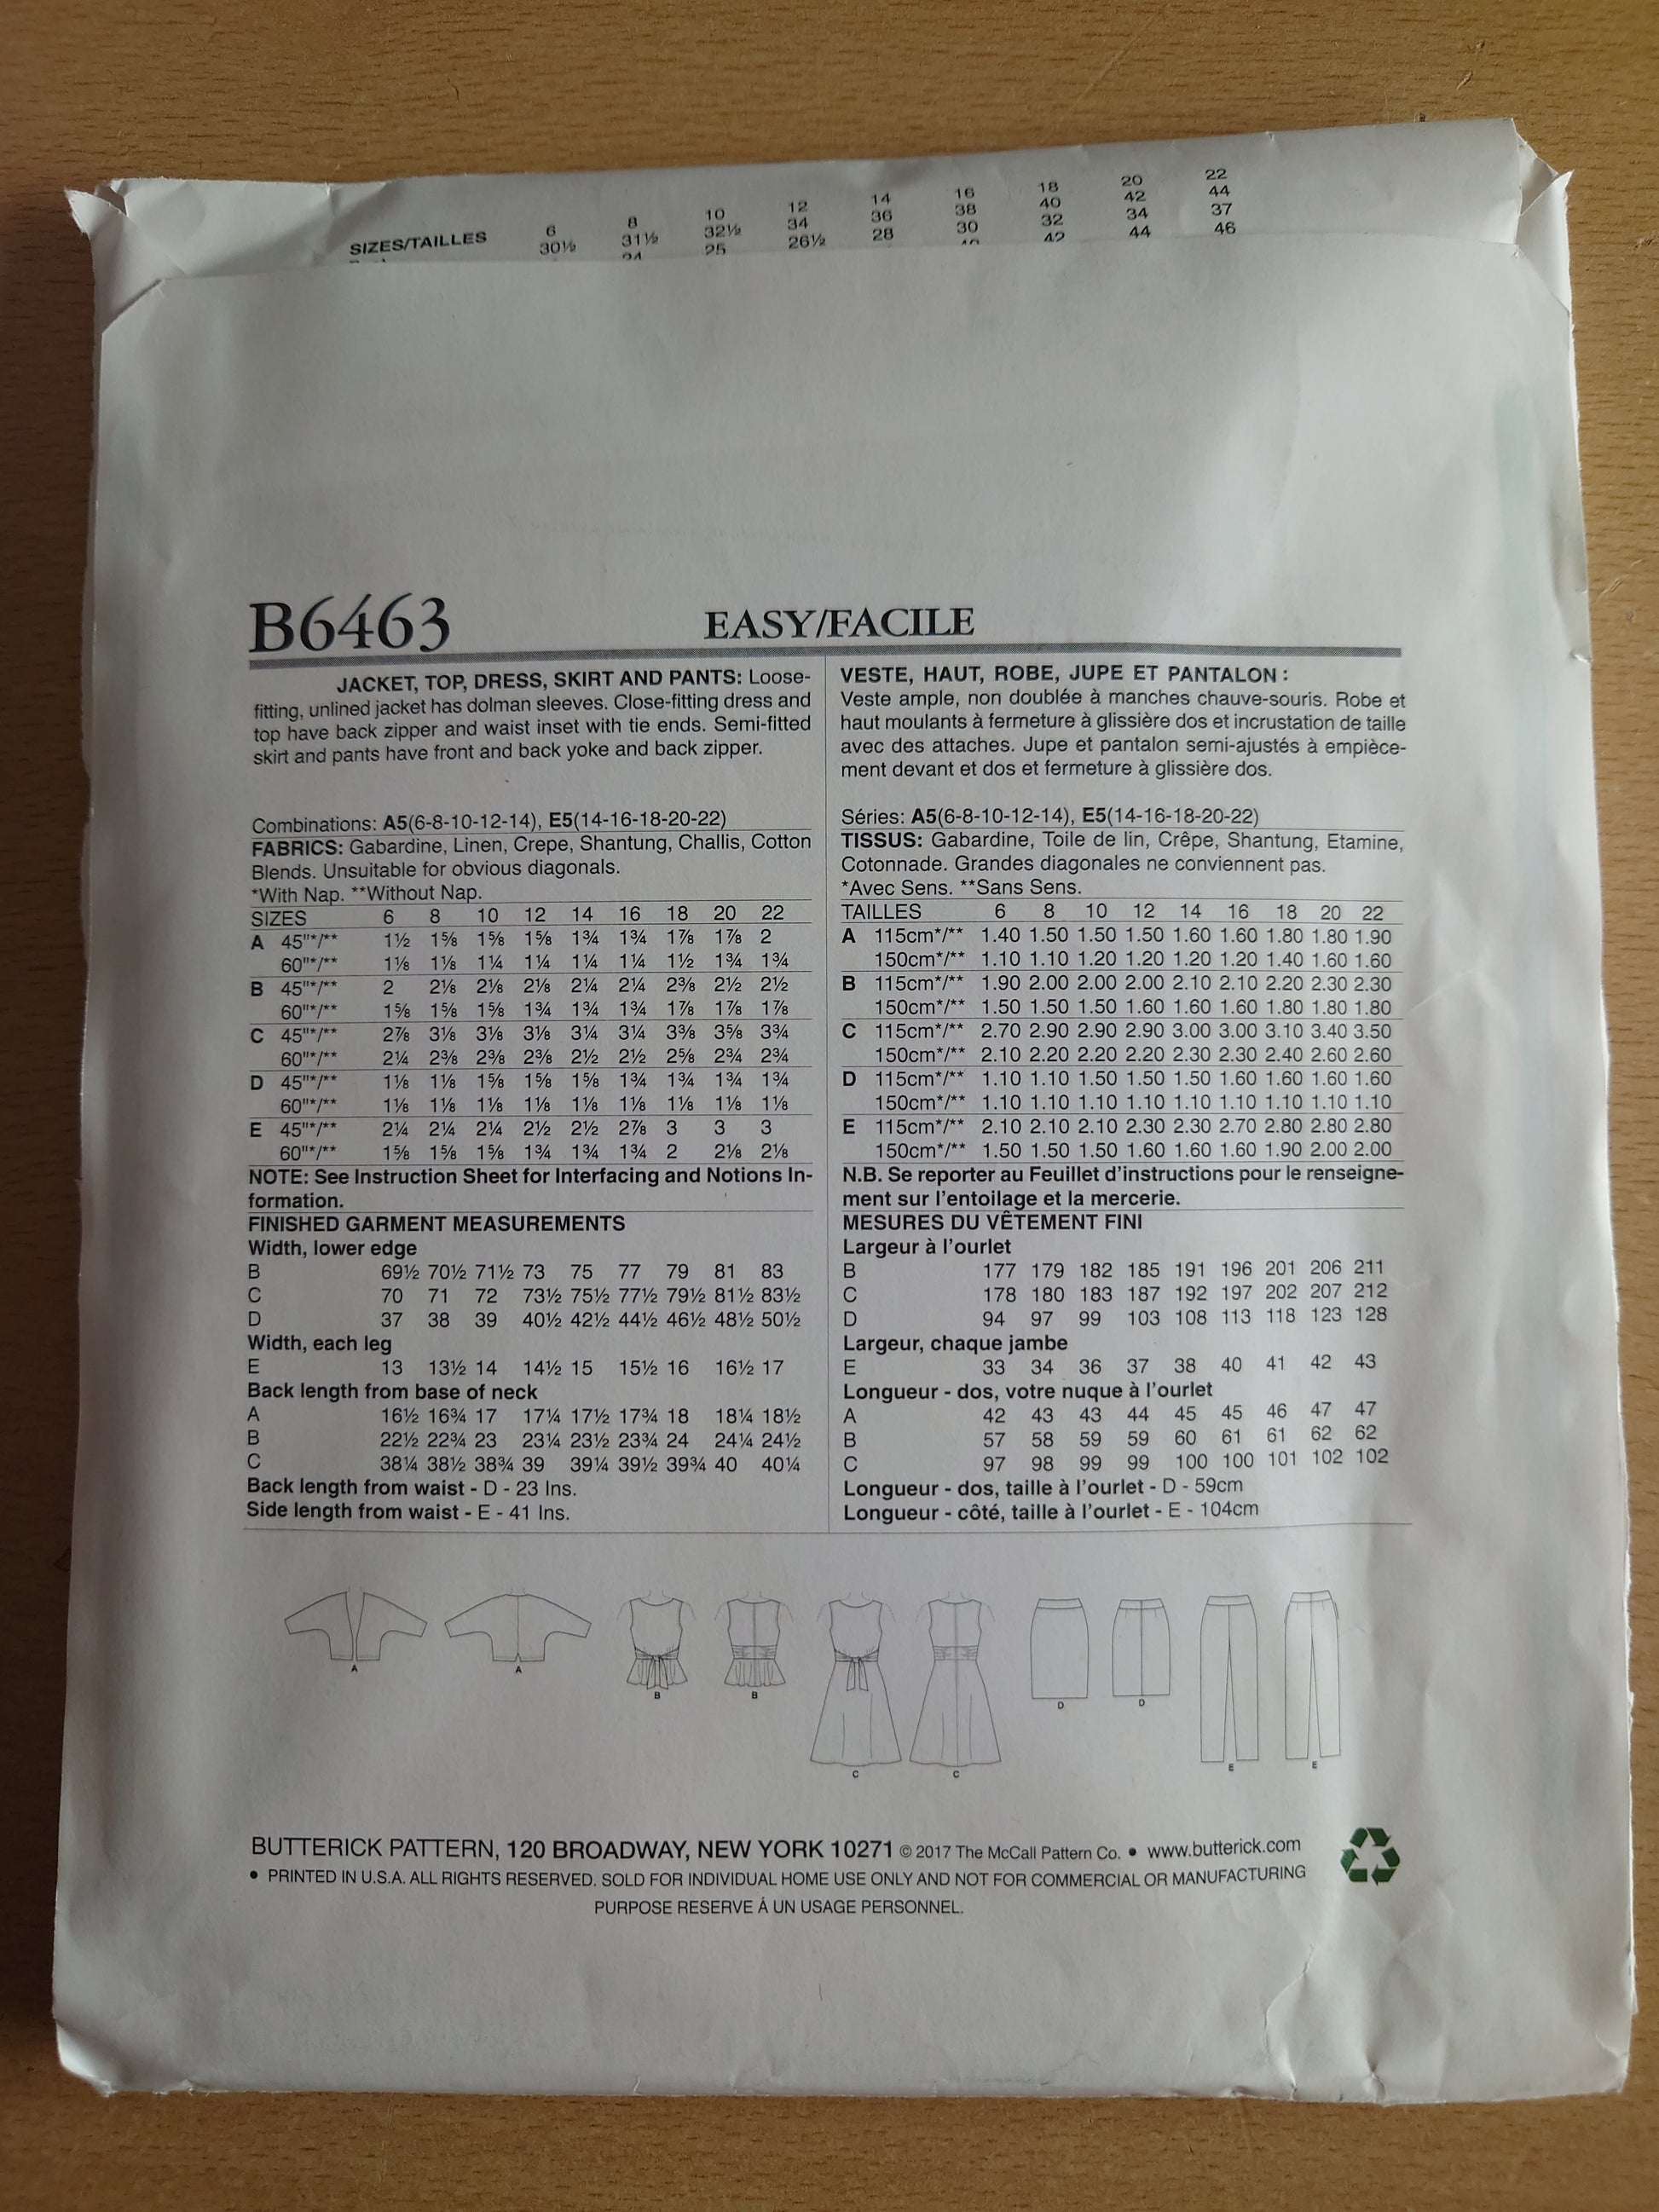 SIZES/TAILLES 6 8 10 12 14 16 18 20 22
30½ 31½ 32½ 34 36 38 40 42 44
24 25 26½ 28 30 32 34 37
40 42 44 46
B6463
EASY/FACILE
JACKET, TOP, DRESS, SKIRT AND PANTS: Loose-
fitting, unlined jacket has dolman sleeves. Close-fitting dress and
top have back zipper and waist inset with tie ends. Semi-fitted
skirt and pants have front and back yoke and back zipper.
Combinations: A5(6-8-10-12-14), E5(14-16-18-20-22)
FABRICS: Gabardine, Linen, Crepe, Shantung, Challis, Cotton
Blends. Unsuitable for obvious diagonals.
*With Nap. **Without Nap.
SIZES 6 8 10 12 14 16 18 20 22
A 45"*/** 1½ 1⅝ 1⅝ 1⅝ 1¾ 1¾ 1⅞ 1⅞ 2
60"*/** 1⅛ 1⅛ 1¼ 1¼ 1¼ 1¼ 1½ 1¾ 1¾
B 45"*/** 2 2⅛ 2⅛ 2⅛ 2¼ 2¼ 2⅜ 2½ 2½
60"*/** 1⅝ 1⅝ 1⅝ 1¾ 1¾ 1¾ 1⅞ 1⅞ 1⅞
C 45"*/** 2⅞ 3⅛ 3⅛ 3⅛ 3¼ 3¼ 3⅜ 3⅝ 3¾
60"*/** 2¼ 2⅜ 2⅜ 2⅜ 2½ 2½ 2⅝ 2¾ 2¾
D 45"*/** 1⅛ 1⅛ 1⅝ 1⅝ 1⅝ 1¾ 1¾ 1¾ 1¾
60"*/** 1⅛ 1⅛ 1⅛ 1⅛ 1⅛ 1⅛ 1⅛ 1⅛ 1⅛
E 45"*/** 2¼ 2¼ 2¼ 2½ 2½ 2⅞ 3 3 3
60"*/** 1⅝ 1⅝ 1⅝ 1¾ 1¾ 1¾ 2 2⅛ 2⅛
NOTE: See Instruction Sheet for Interfacing and Notions In-
formation.
FINISHED GARMENT MEASUREMENTS
Width, lower edge
B 69½ 70½ 71½ 73 75 77 79 81 83
C 70 71 72 73½ 75½ 77½ 79½ 81½ 83½
D 37 38 39 40½ 42½ 44½ 46½ 48½ 50½
Width, each leg
E 13 13½ 14 14½ 15 15½ 16 16½ 17
Back length from base of neck
A 16½ 16¾ 17 17¼ 17½ 17¾ 18 18¼ 18½
B 22½ 22¾ 23 23¼ 23½ 23¾ 24 24¼ 24½
C 38¼ 38½ 38¾ 39 39¼ 39½ 39¾ 40 40¼
Back length from waist - D - 23 Ins.
Side length from waist - E - 41 Ins.
VESTE, HAUT, ROBE, JUPE ET PANTALON :
Veste ample, non doublée à manches chauve-souris. Robe et
haut moulants à fermeture à glissière dos et incrustation de taille
avec des attaches. Jupe et pantalon semi-ajustés à empièce-
ment devant et dos et fermeture à glissière dos.
Séries: A5(6-8-10-12-14), E5(14-16-18-20-22)
TISSUS: Gabardine, Toile de lin, Crêpe, Shantung, Etamine,
Cotonnade. Grandes diagonales ne conviennent pas.
*Avec Sens. **Sans Sens.
TAILLES 6 8 10 12 14 16 18 20 22
A 115cm*/** 1.40 1.50 1.50 1.50 1.60 1.60 1.80 1.80 1.90
150cm*/** 1.10 1.10 1.20 1.20 1.20 1.20 1.40 1.60 1.60
B 115cm*/** 1.90 2.00 2.00 2.00 2.10 2.10 2.20 2.30 2.30
150cm*/** 1.50 1.50 1.50 1.60 1.60 1.60 1.80 1.80 1.80
C 115cm*/** 2.70 2.90 2.90 2.90 3.00 3.00 3.10 3.40 3.50
150cm*/** 2.10 2.20 2.20 2.20 2.30 2.30 2.40 2.60 2.60
D 115cm*/** 1.10 1.10 1.50 1.50 1.50 1.60 1.60 1.60 1.60
150cm*/** 1.10 1.10 1.10 1.10 1.10 1.10 1.10 1.10 1.10
E 115cm*/** 2.10 2.10 2.10 2.30 2.30 2.70 2.80 2.80 2.80
150cm*/** 1.50 1.50 1.50 1.60 1.60 1.60 1.90 2.00 2.00
N.B. Se reporter au Feuillet d'instructions pour le renseigne-
ment sur l'entoilage et la mercerie.
MESURES DU VÊTEMENT FINI
Largeur à l'ourlet
B 177 179 182 185 191 196 201 206 211
C 178 180 183 187 192 197 202 207 212
D 94 97 99 103 108 113 118 123 128
Largeur, chaque jambe
E 33 34 36 37 38 40 41 42 43
Longueur - dos, votre nuque à l'ourlet
A 42 43 43 44 45 45 46 47 47
B 57 58 59 59 60 61 61 62 62
C 97 98 99 99 100 100 101 102 102
Longueur - dos, taille à l'ourlet - D - 59cm
Longueur - côté, taille à l'ourlet - E - 104cm
A A B B C C D D E E
BUTTERICK PATTERN, 120 BROADWAY, NEW YORK 10271 © 2017 The McCall Pattern Co. • www.butterick.com
• PRINTED IN U.S.A. ALL RIGHTS RESERVED. SOLD FOR INDIVIDUAL HOME USE ONLY AND NOT FOR COMMERCIAL OR MANUFACTURING
PURPOSE RESERVE Á UN USAGE PERSONNEL.